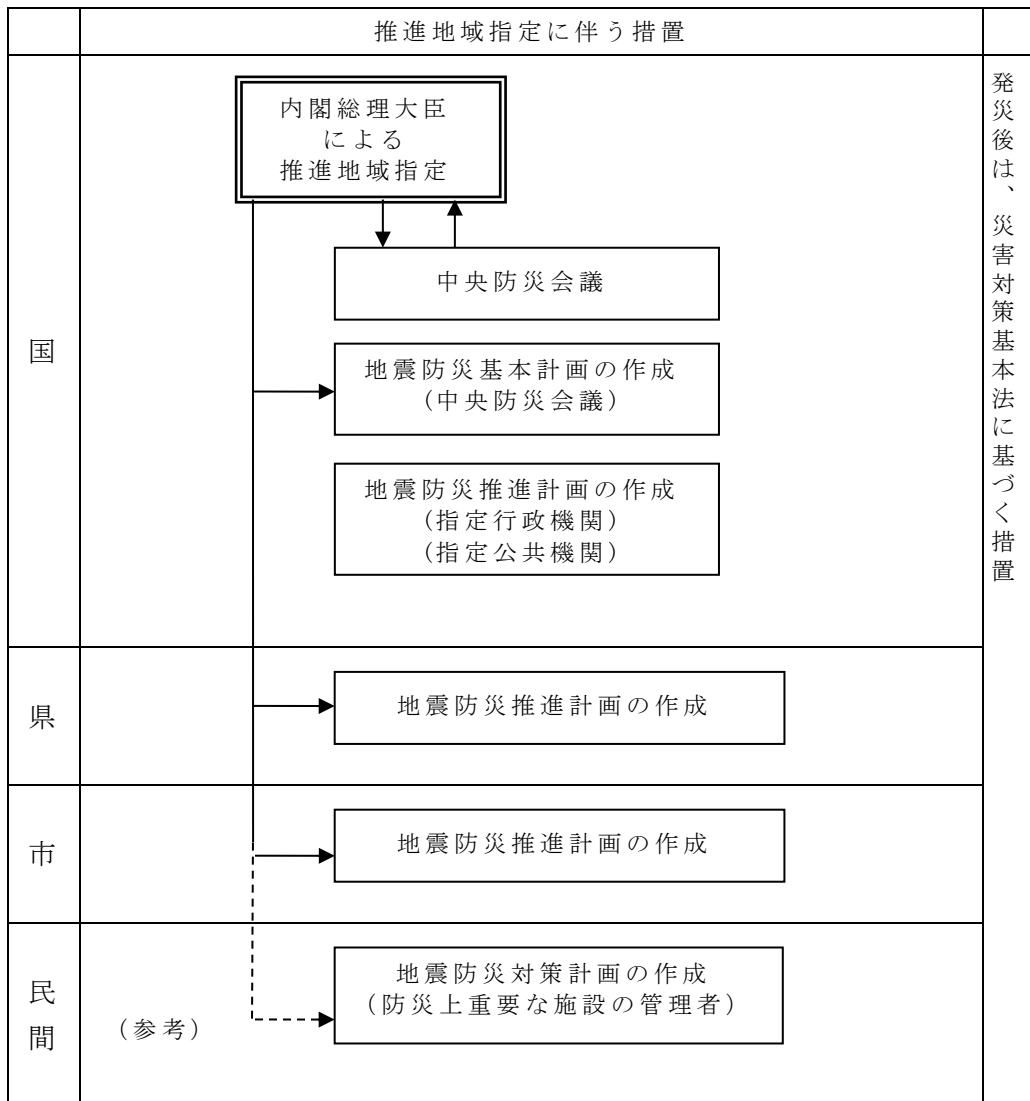 推進地域指定に伴う措置
国
内閣総理大臣
による
推進地域指定
中央防災会議
地震防災基本計画の作成
（中央防災会議）
地震防災推進計画の作成
（指定行政機関）
（指定公共機関）
県
地震防災推進計画の作成
市
地震防災推進計画の作成
民間
（参考）
地震防災対策計画の作成
（防災上重要な施設の管理者）
発災後は、災害対策基本法に基づく措置